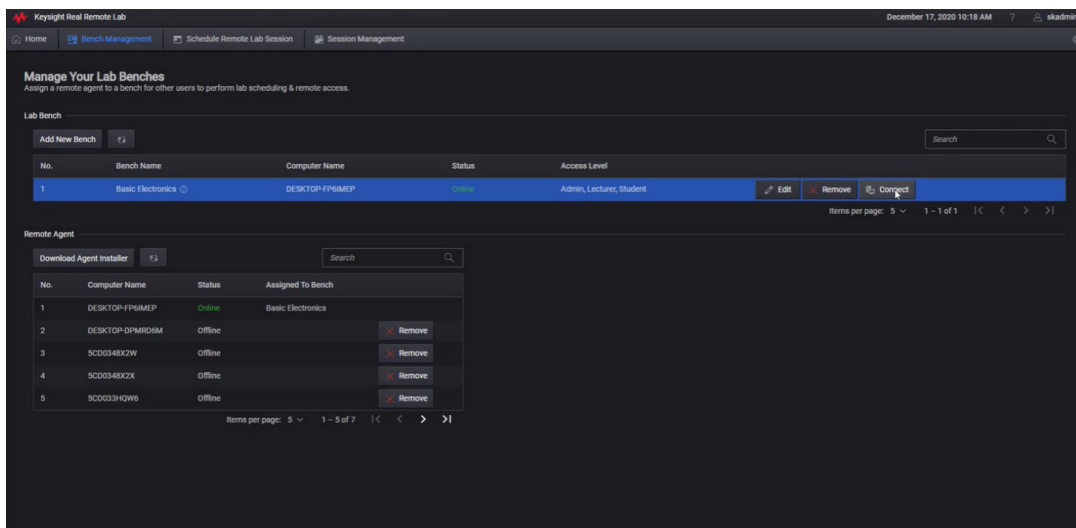 Keysight Real Remote Lab December 17, 2020 10:18 AM ? skadmin
Home Bench Management Schedule Remote Lab Session Session Management
Manage Your Lab Benches
Assign a remote agent to a bench for other users to perform lab scheduling & remote access.
Lab Bench
Add New Bench Search
No. Bench Name Computer Name Status Access Level
1 Basic Electronics DESKTOP-FP6IMEP Online Admin, Lecturer, Student Edit Remove Connect
Items per page: 5 1 – 1 of 1
Remote Agent
Download Agent Installer Search
No. Computer Name Status Assigned To Bench
1 DESKTOP-FP6IMEP Online Basic Electronics
2 DESKTOP-DPMRD6M Offline Remove
3 5CD0348X2W Offline Remove
4 5CD0348X2X Offline Remove
5 5CD033HQW6 Offline Remove
Items per page: 5 1 – 5 of 7